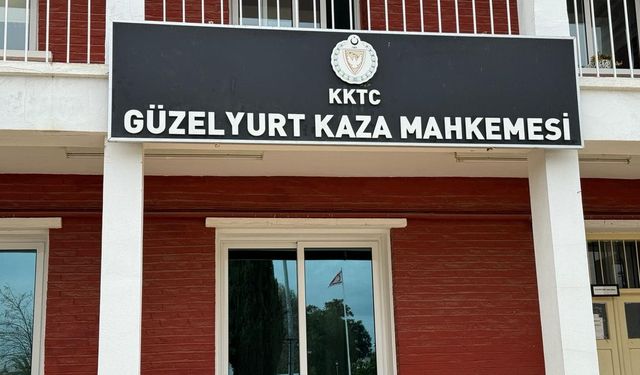 KKTC
GÜZELYURT KAZA MAHKEMESİ